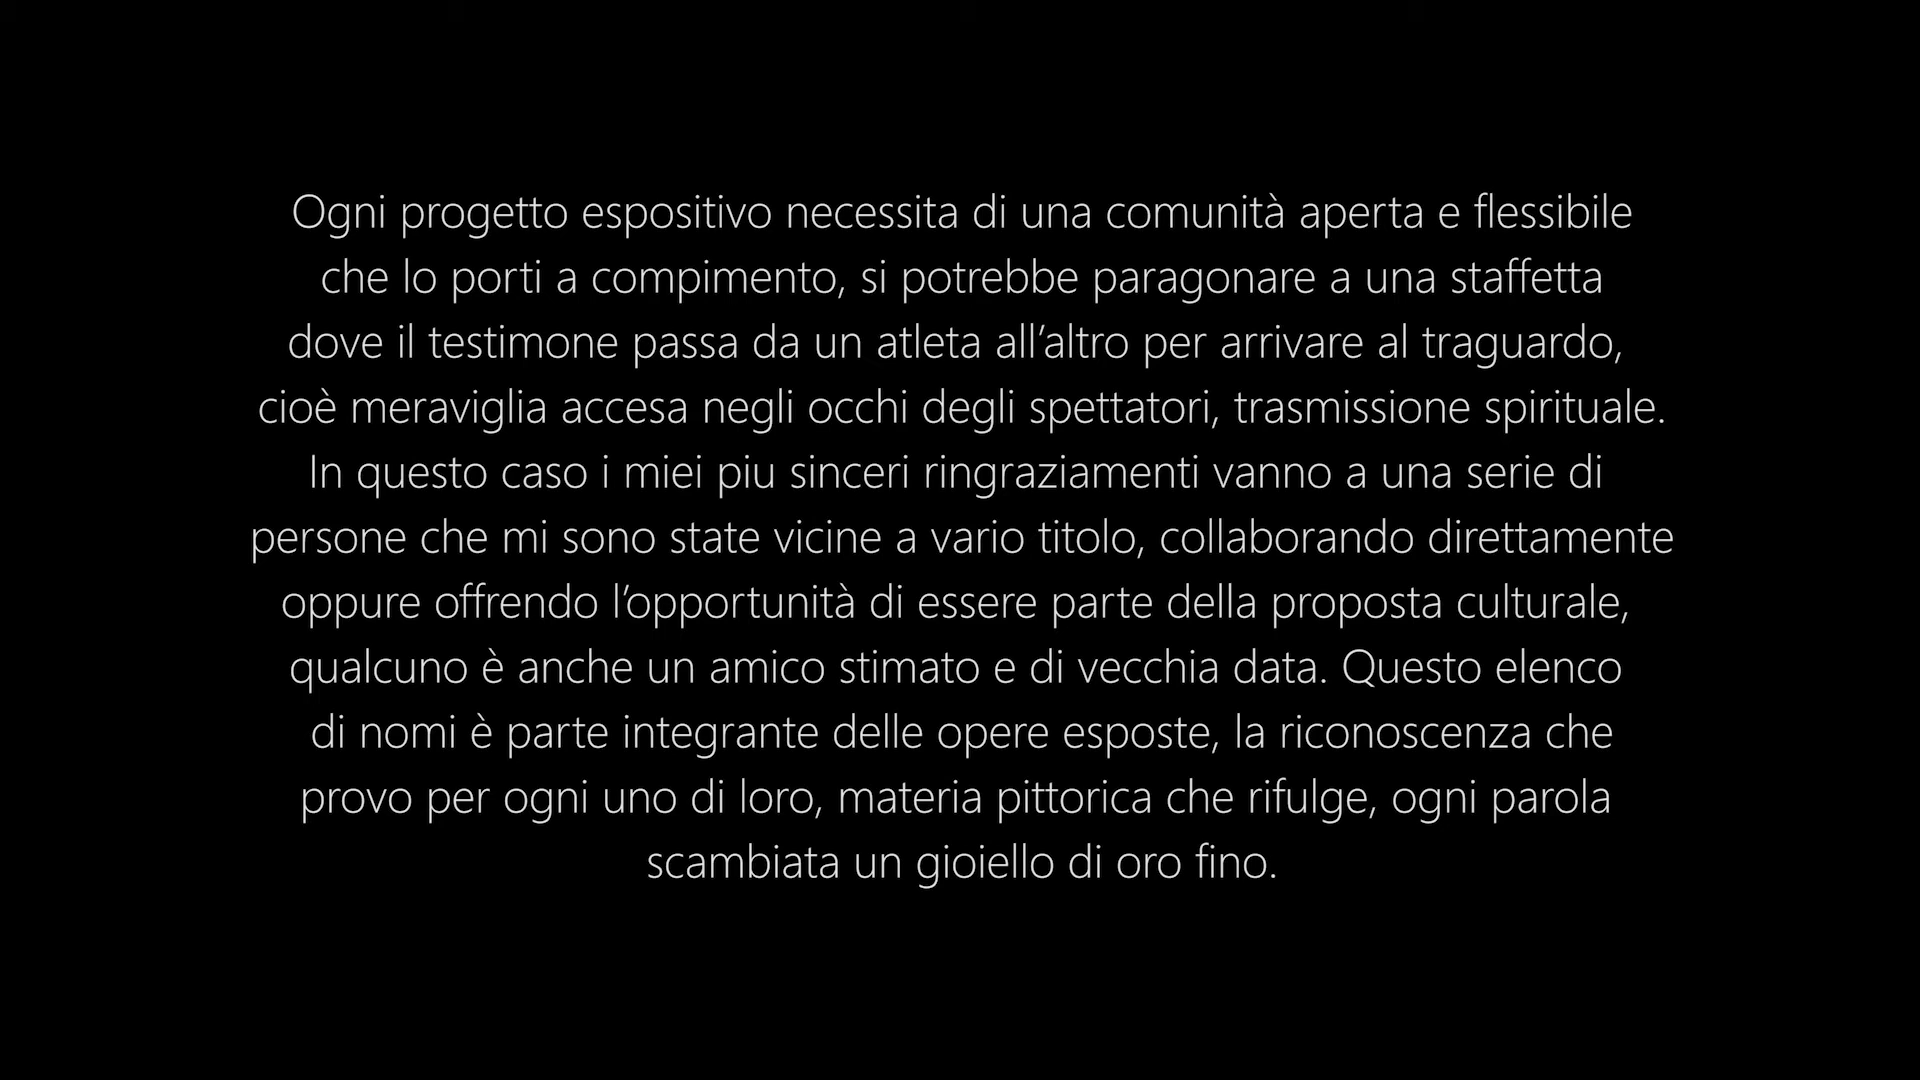 Ogni progetto espositivo necessita di una comunità aperta e flessibile
che lo porti a compimento, si potrebbe paragonare a una staffetta
dove il testimone passa da un atleta all’altro per arrivare al traguardo,
cioè meraviglia accesa negli occhi degli spettatori, trasmissione spirituale.
In questo caso i miei piu sinceri ringraziamenti vanno a una serie di
persone che mi sono state vicine a vario titolo, collaborando direttamente
oppure offrendo l’opportunità di essere parte della proposta culturale,
qualcuno è anche un amico stimato e di vecchia data. Questo elenco
di nomi è parte integrante delle opere esposte, la riconoscenza che
provo per ogni uno di loro, materia pittorica che rifulge, ogni parola
scambiata un gioiello di oro fino.